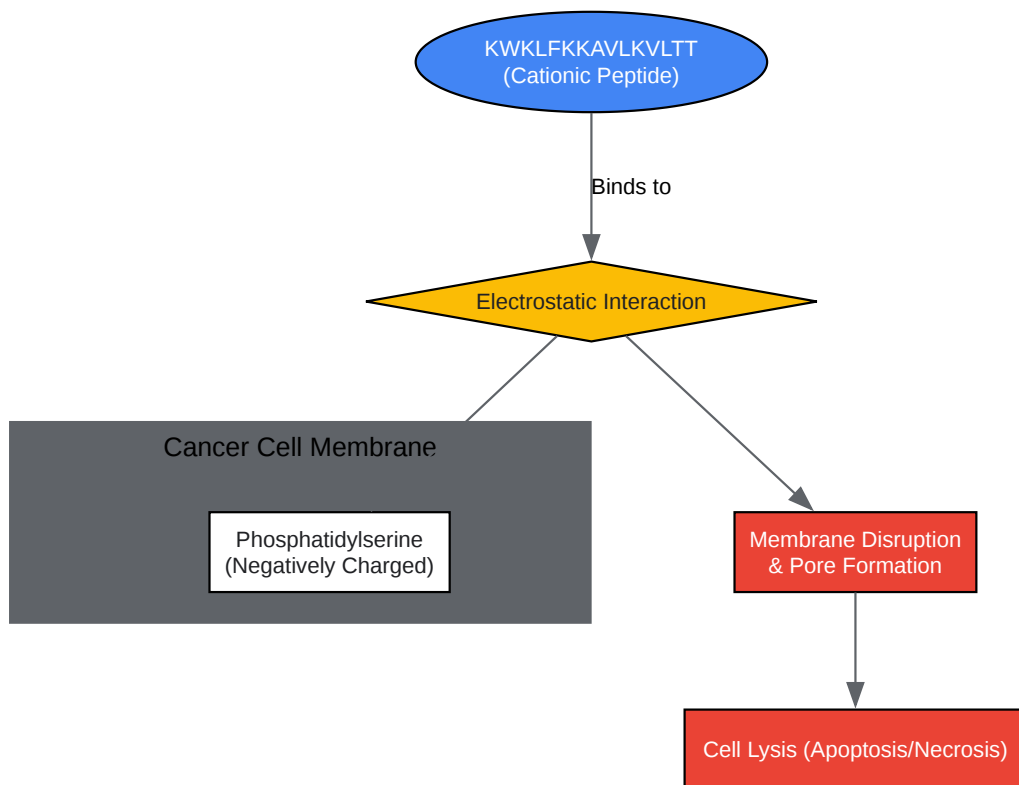 KWKLFKKAVLKVLTT
(Cationic Peptide)
Binds to
Electrostatic Interaction
Cancer Cell Membrane
Phosphatidylserine
(Negatively Charged)
Membrane Disruption
& Pore Formation
Cell Lysis (Apoptosis/Necrosis)